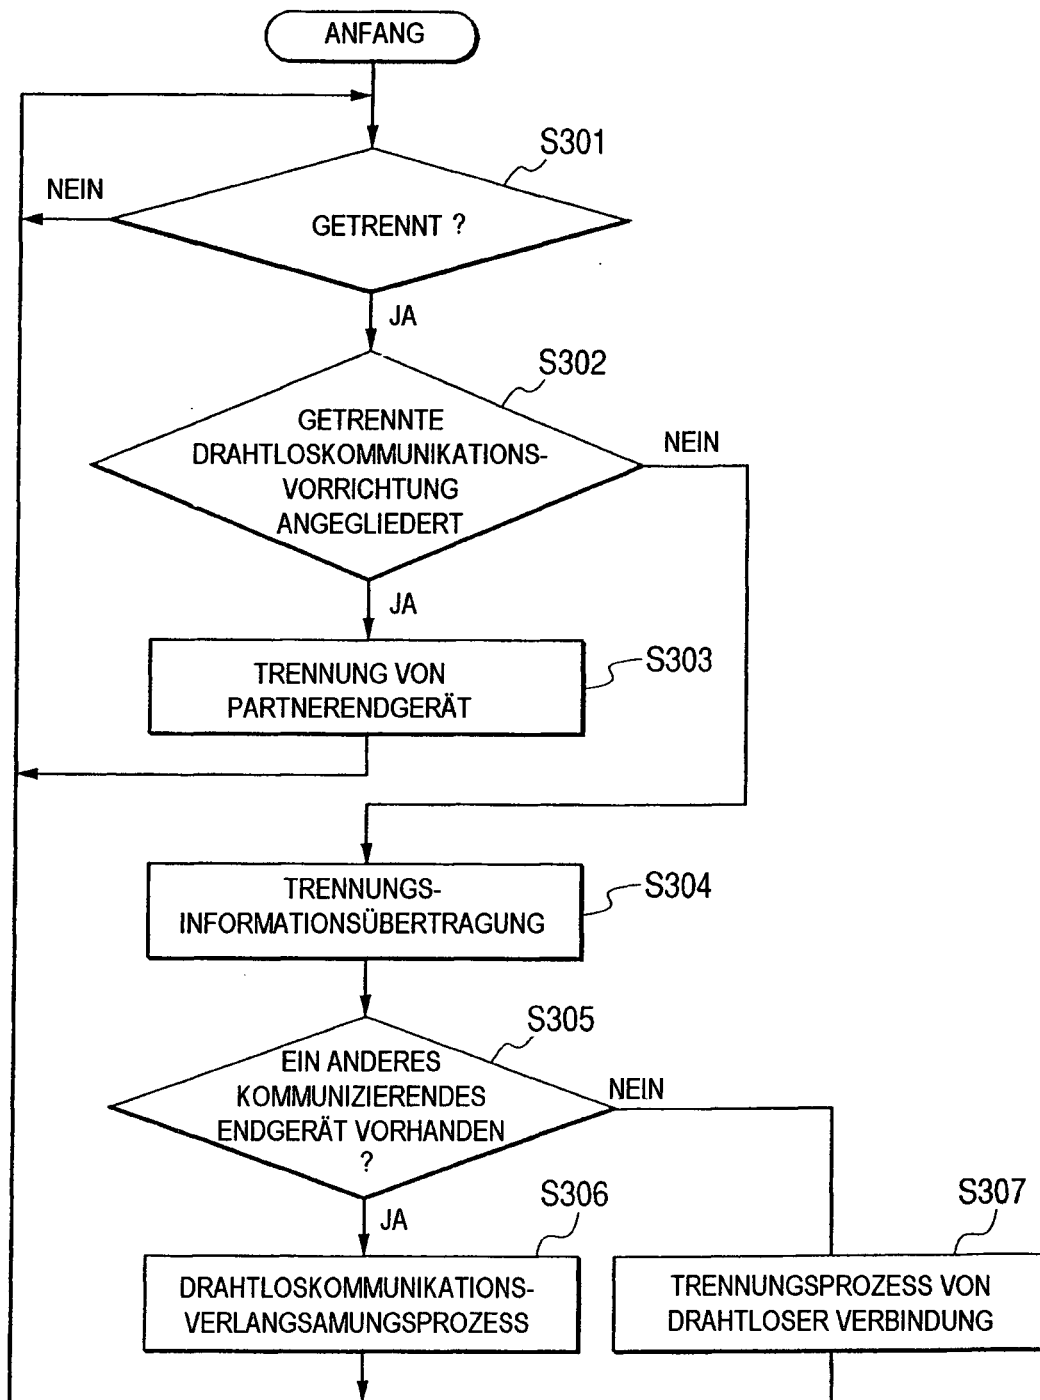 ANFANG
S301
NEIN
GETRENNT ?
JA
S302
GETRENNTE
DRAHTLOSKOMMUNIKATIONS-
VORRICHTUNG
ANGEGLIEDERT
NEIN
JA
S303
TRENNUNG VON
PARTNERENDGERÄT
S304
TRENNUNGS-
INFORMATIONSÜBERTRAGUNG
S305
EIN ANDERES
KOMMUNIZIERENDES
ENDGERÄT VORHANDEN
?
NEIN
JA
S306
DRAHTLOSKOMMUNIKATIONS-
VERLANGSAMUNGSPROZESS
S307
TRENNUNGSPROZESS VON
DRAHTLOSER VERBINDUNG